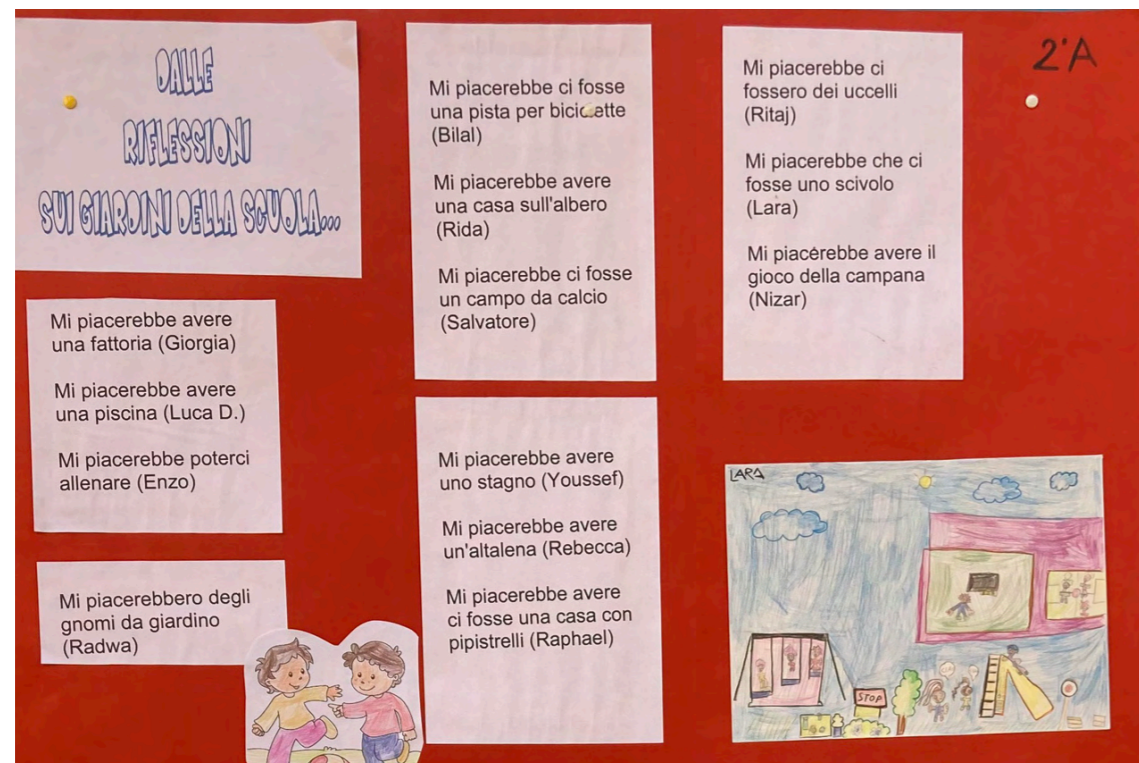 DALLE
RIFLESSIONI
SUI GIARDINI DELLA SCUOLA...
Mi piacerebbe avere
una fattoria (Giorgia)
Mi piacerebbe avere
una piscina (Luca D.)
Mi piacerebbe poterci
allenare (Enzo)
Mi piacerebbero degli
gnomi da giardino
(Radwa)
Mi piacerebbe ci fosse
una pista per biciclette
(Bilal)
Mi piacerebbe avere
una casa sull'albero
(Rida)
Mi piacerebbe ci fosse
un campo da calcio
(Salvatore)
Mi piacerebbe avere
uno stagno (Youssef)
Mi piacerebbe avere
un'altalena (Rebecca)
Mi piacerebbe avere
ci fosse una casa con
pipistrelli (Raphael)
Mi piacerebbe ci
fossero dei uccelli
(Ritaj)
Mi piacerebbe che ci
fosse uno scivolo
(Lara)
Mi piacerebbe avere il
gioco della campana
(Nizar)
2ªA
LARA
STOP